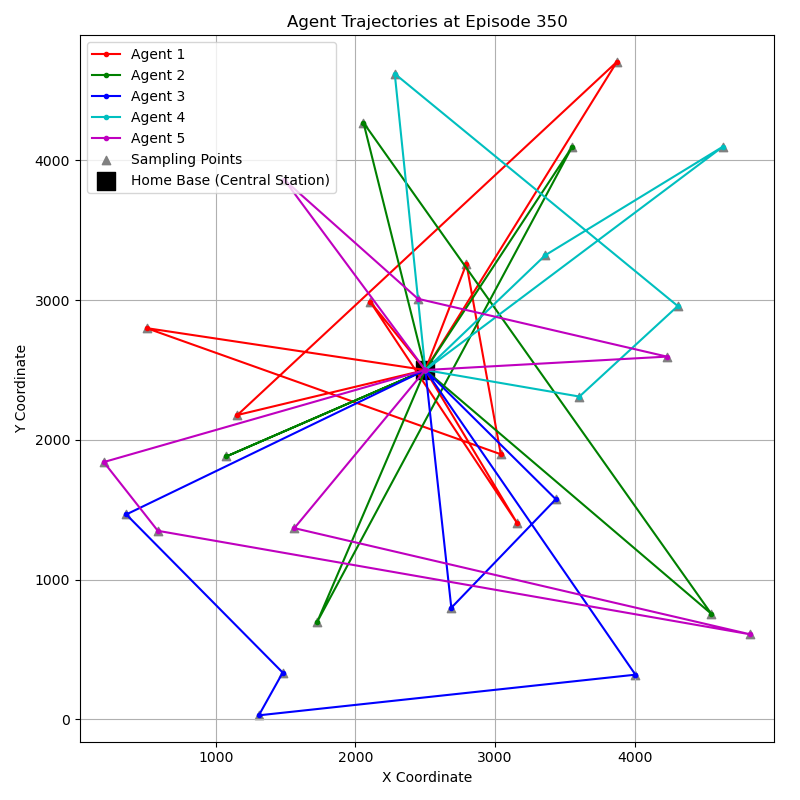 Agent Trajectories at Episode 350
Agent 1
Agent 2
Agent 3
Agent 4
Agent 5
Sampling Points
Home Base (Central Station)
Y Coordinate
4000
3000
2000
1000
0
1000 2000 3000 4000
X Coordinate